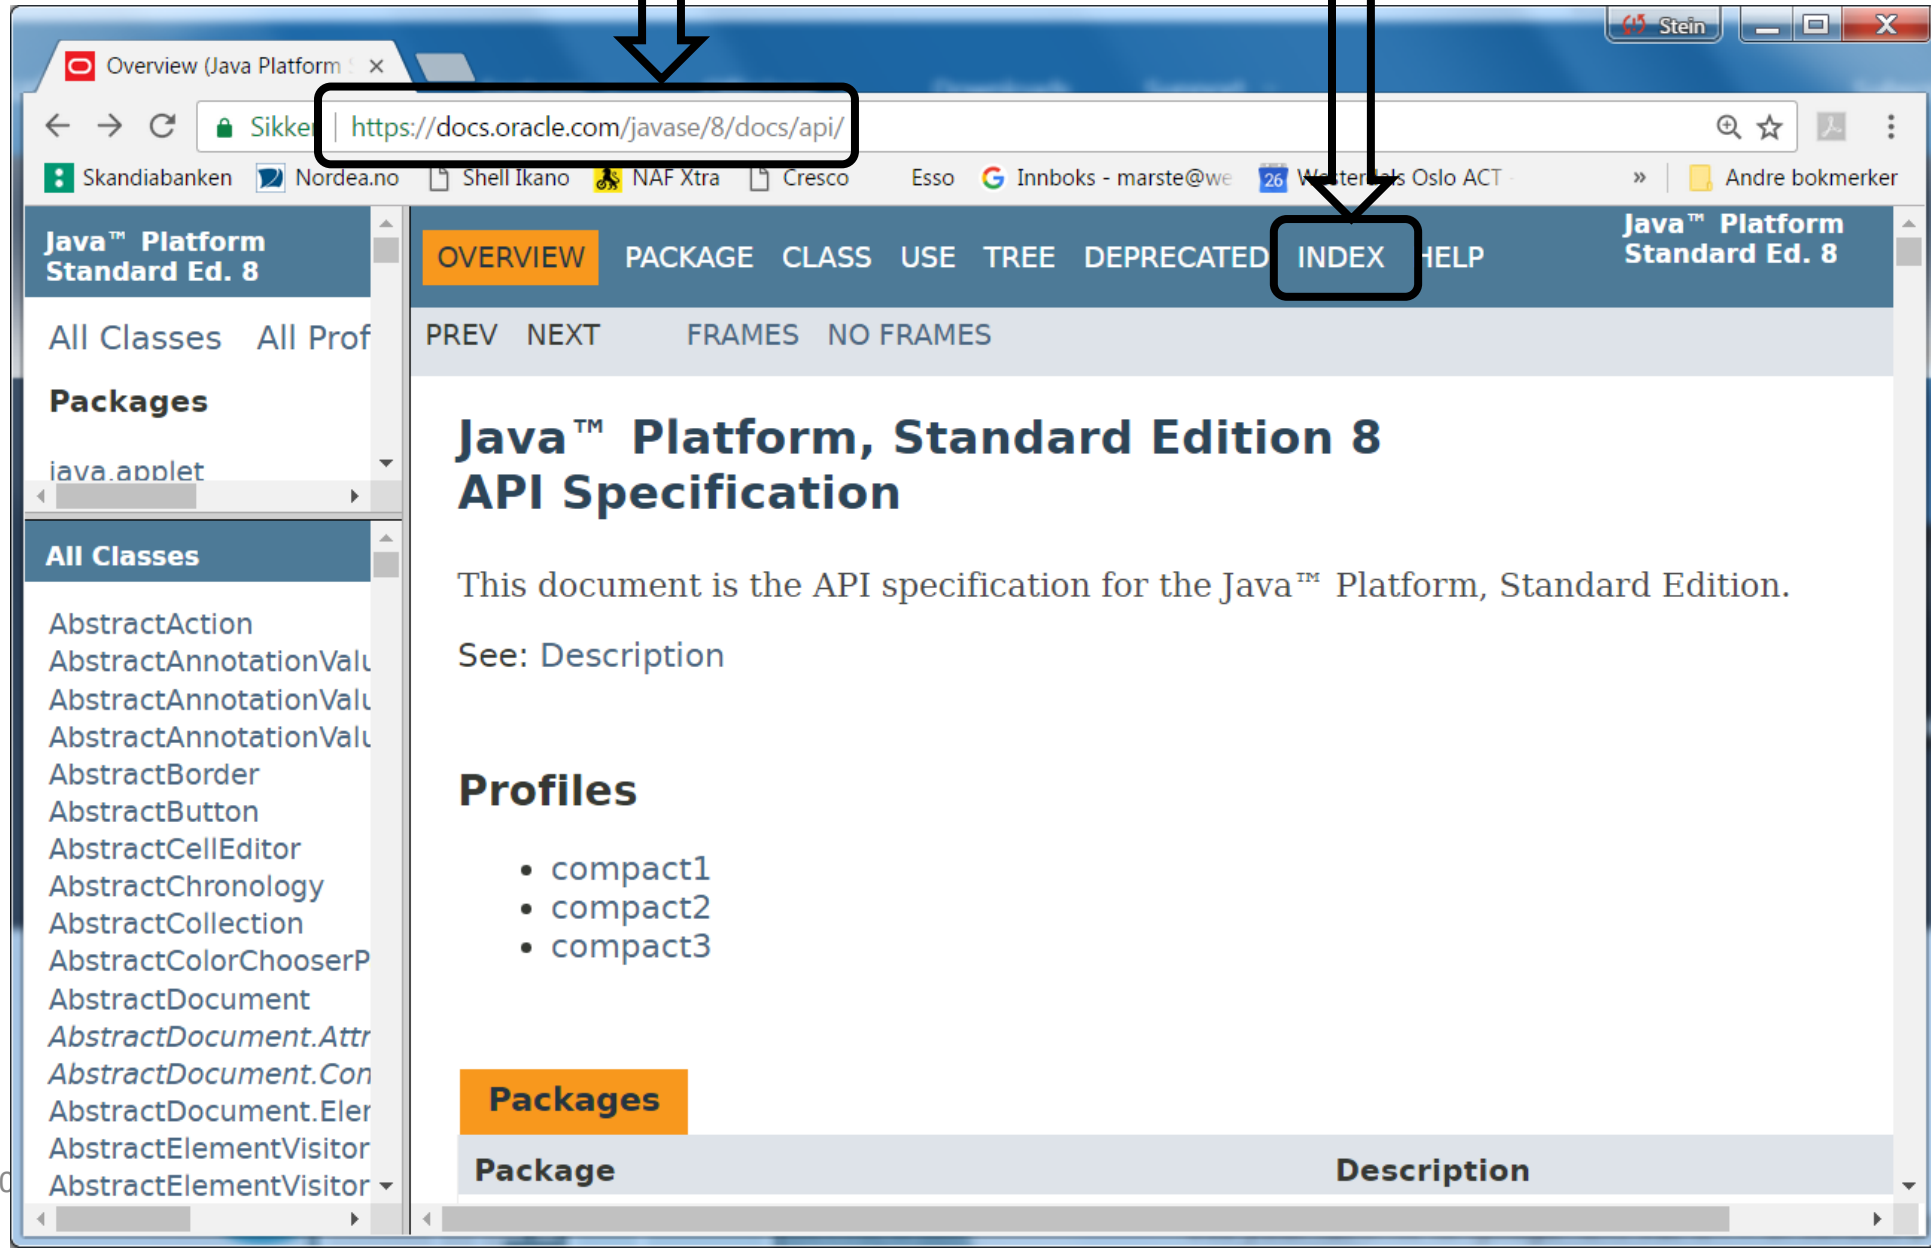 Stein
Overview (Java Platform S
Sikker https://docs.oracle.com/javase/8/docs/api/
Skandiabanken Nordea.no Shell Ikano NAF Xtra Cresco Esso Innboks - marste@we 26 Westerdals Oslo ACT - » Andre bokmerker
Java™ Platform
Standard Ed. 8
All Classes All Prof
Packages
java.applet
All Classes
AbstractAction
AbstractAnnotationValu
AbstractAnnotationValu
AbstractAnnotationValu
AbstractBorder
AbstractButton
AbstractCellEditor
AbstractChronology
AbstractCollection
AbstractColorChooserP
AbstractDocument
AbstractDocument.Attr
AbstractDocument.Con
AbstractDocument.Eler
AbstractElementVisitor
AbstractElementVisitor
OVERVIEW PACKAGE CLASS USE TREE DEPRECATED INDEX HELP
Java™ Platform
Standard Ed. 8
PREV NEXT FRAMES NO FRAMES
Java™ Platform, Standard Edition 8
API Specification
This document is the API specification for the Java™ Platform, Standard Edition.
See: Description
Profiles
• compact1
• compact2
• compact3
Packages
Package Description